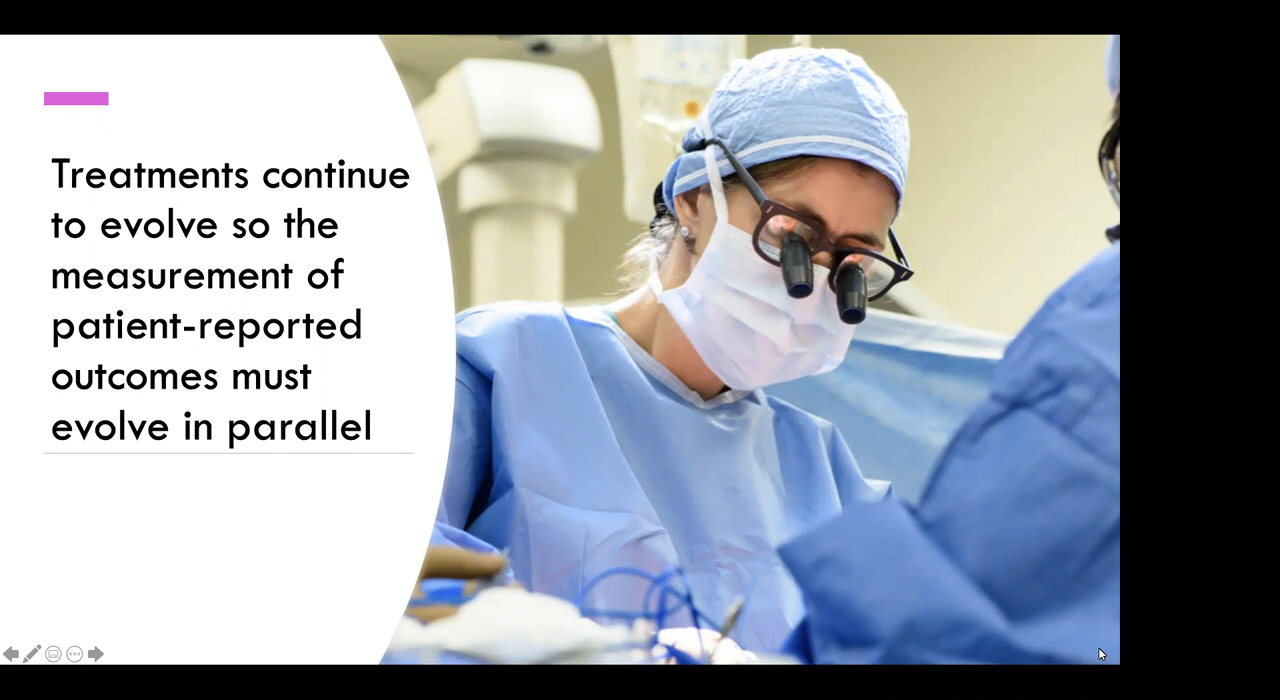 Treatments continue
to evolve so the
measurement of
patient-reported
outcomes must
evolve in parallel